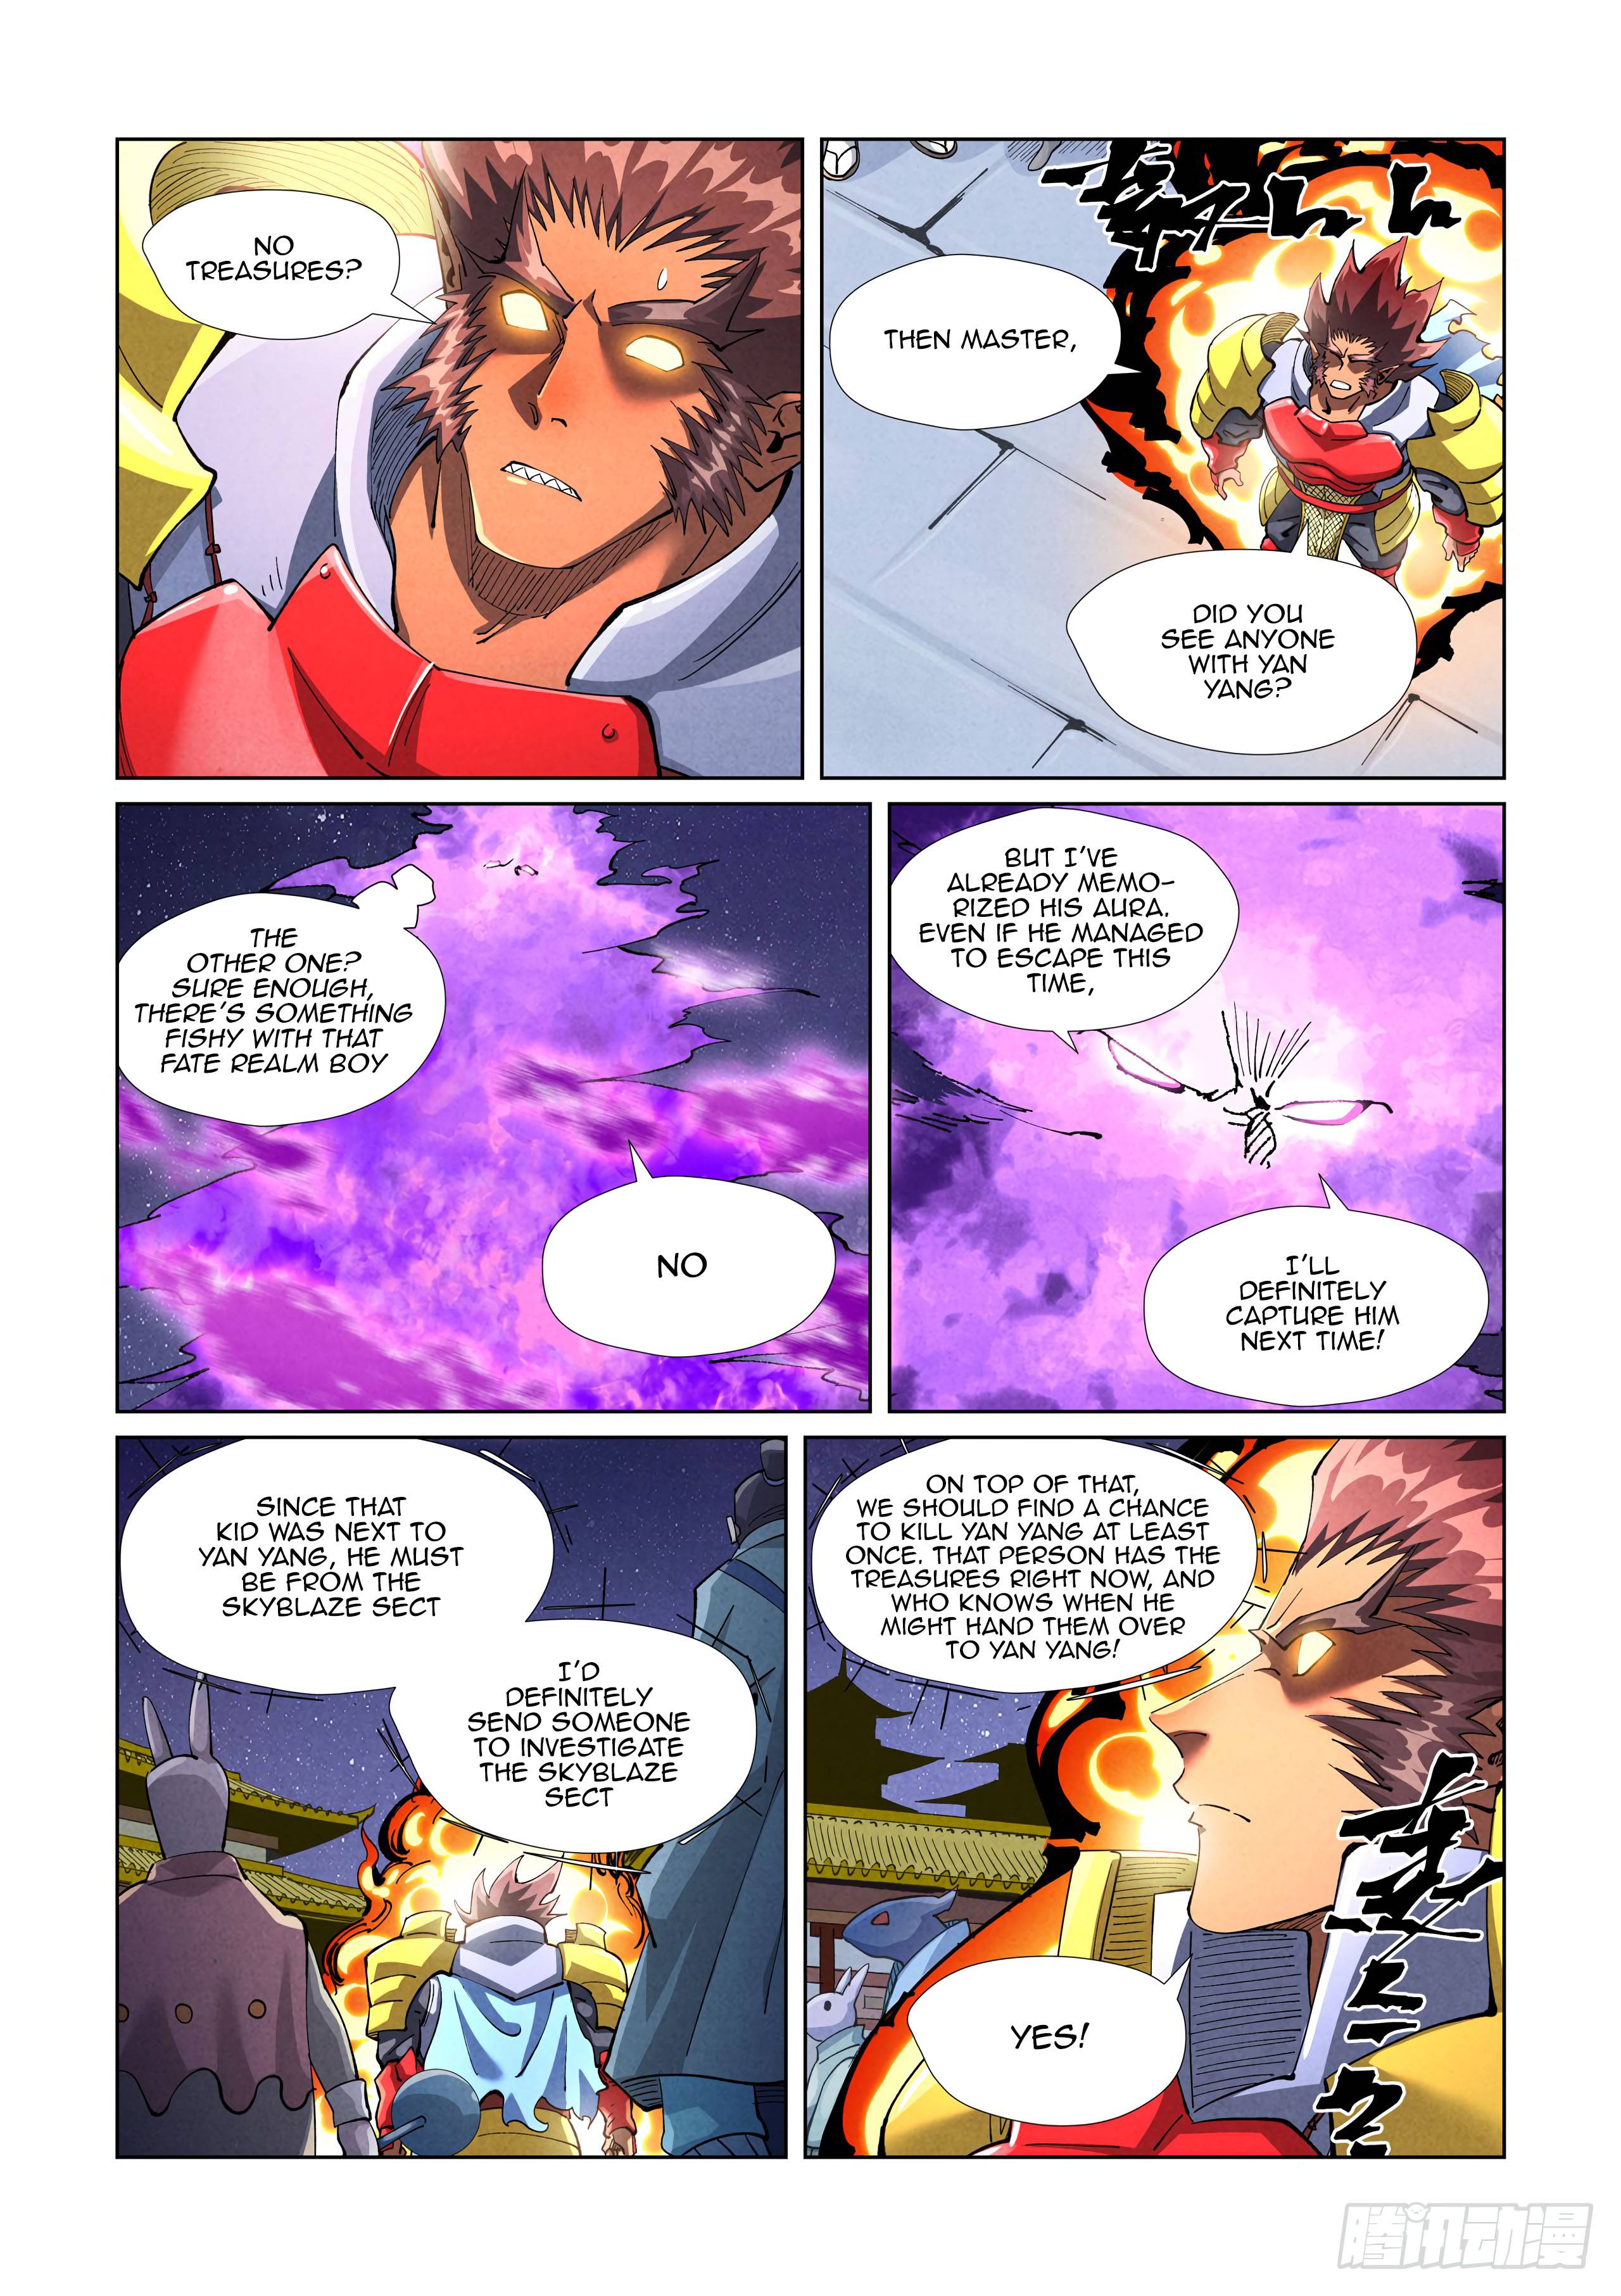 NO
TREASURES?
THEN MASTER,
DID YOU
SEE ANYONE
WITH YAN
YANG?
THE
OTHER ONE?
SURE ENOUGH,
THERE'S SOMETHING
FISHY WITH THAT
FATE REALM BOY
NO
BUT I'VE
ALREADY MEMO-
RIZED HIS AURA.
EVEN IF HE MANAGED
TO ESCAPE THIS
TIME,
I'LL
DEFINITELY
CAPTURE HIM
NEXT TIME!
SINCE THAT
KID WAS NEXT TO
YAN YANG, HE MUST
BE FROM THE
SKYBLAZE SECT
I'D
DEFINITELY
SEND SOMEONE
TO INVESTIGATE
THE SKYBLAZE
SECT
ON TOP OF THAT,
WE SHOULD FIND A CHANCE
TO KILL YAN YANG AT LEAST
ONCE. THAT PERSON HAS THE
TREASURES RIGHT NOW, AND
WHO KNOWS WHEN HE
MIGHT HAND THEM OVER
TO YAN YANG!
YES!
腾讯动漫